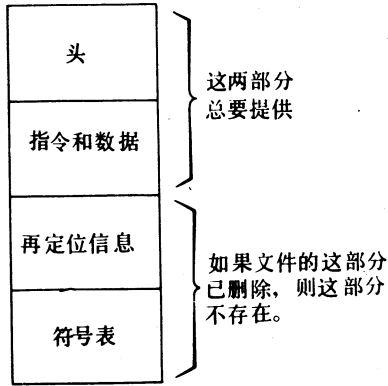 头
指令和数据
这两部分
总要提供
再定位信息
符号表
如果文件的这部分
已删除，则这部分
不存在。